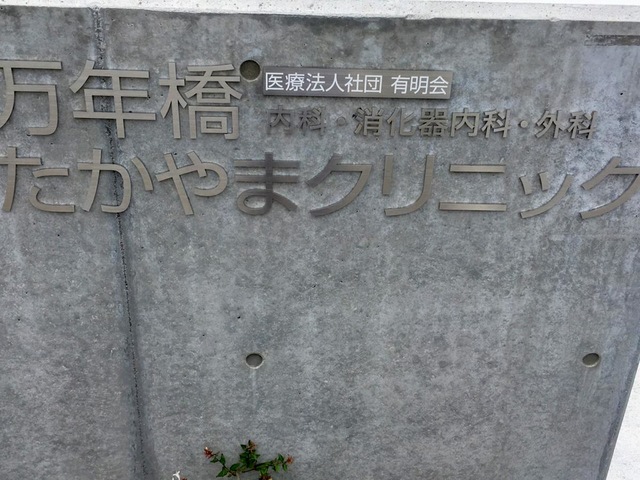 医療法人社団 有明会
万年橋
内科・消化器内科・外科
たかやまクリニック